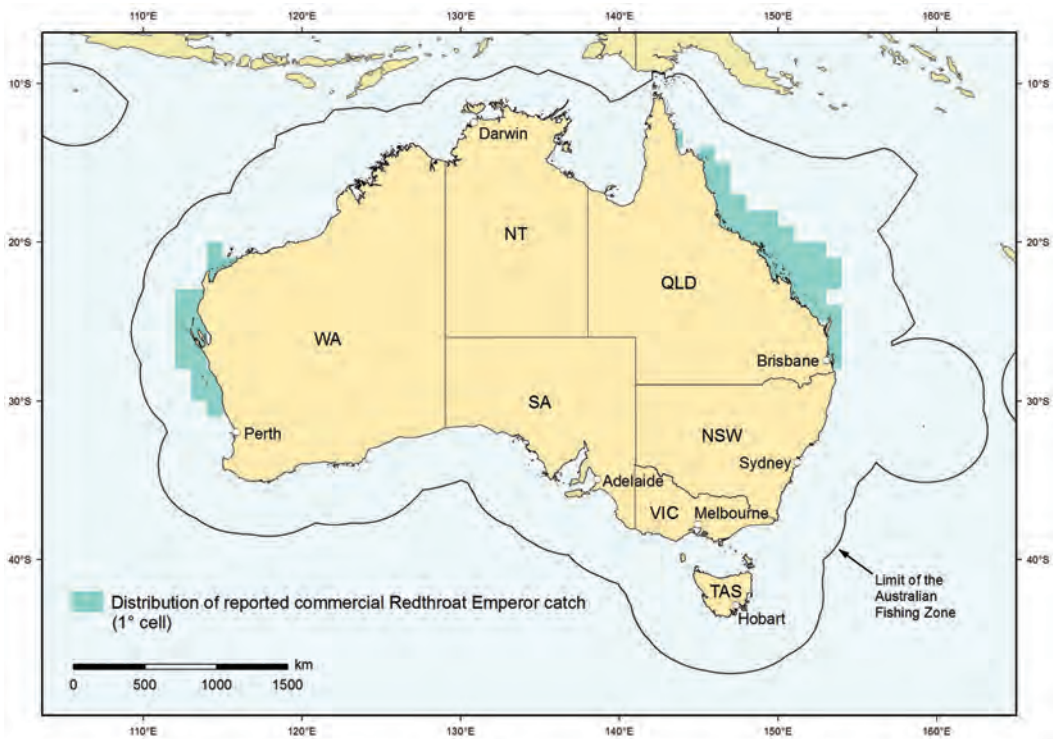 110°E 120°E 130°E 140°E 150°E 160°E
10°S 10°S
Darwin
20°S 20°S
NT
QLD
WA
Brisbane
30°S 30°S
SA
Perth
NSW
Sydney
Adelaide
VIC Melbourne
40°S 40°S
TAS
Hobart
Limit of the
Australian
Fishing Zone
Distribution of reported commercial Redthroat Emperor catch
(1° cell)
km
0 500 1000 1500
110°E 120°E 130°E 140°E 150°E 160°E